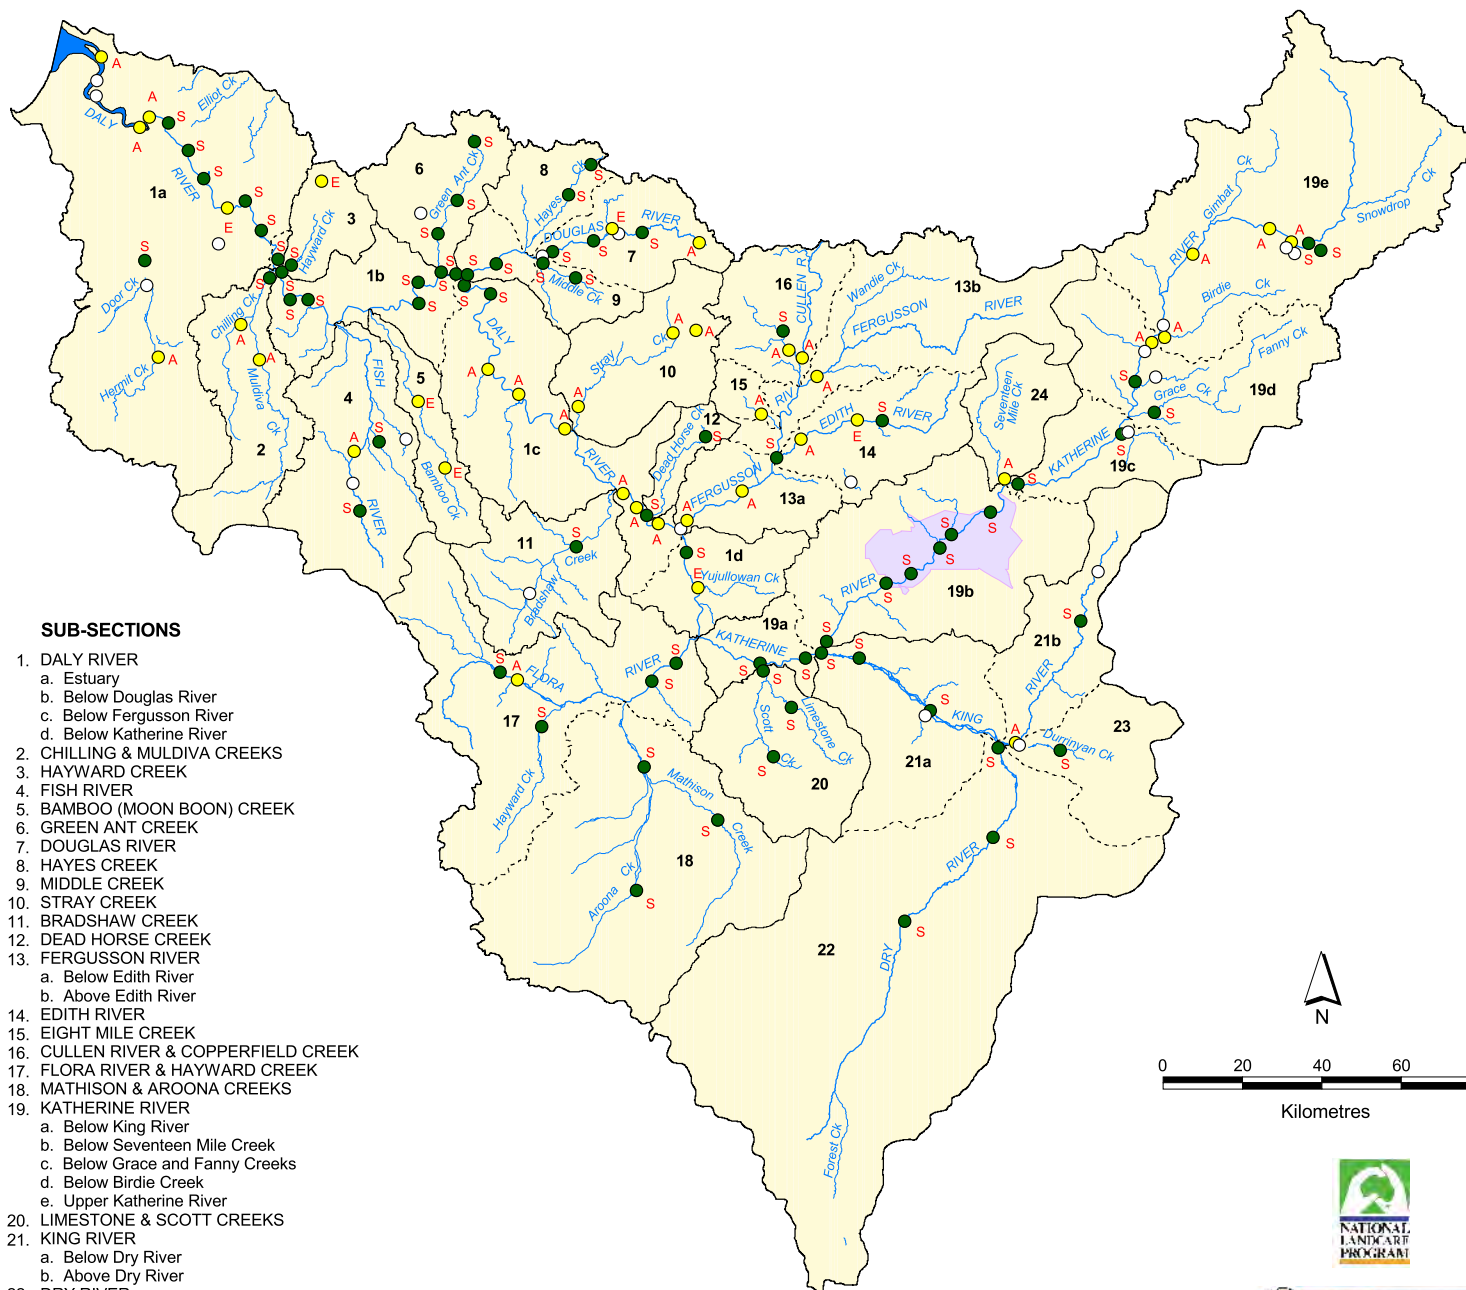 A
A
S
A
S
S
S
E
S
S
S
S
S
S
A
A
A
E
DALY
RIVER
Elliot Ck
1a
Door Ck
Hermit Ck
Chilling Ck
Muldiva
Ck
2
3
Hayward Ck
1b
6
Green Ant Ck
S
S
S
8
Hayes
Ck
S
S
DOUGLAS
RIVER
E
S
S
A
7
Middle Ck
S
S
9
S
S
S
S
S
DALY
A
A
1c
RIVER
4
FISH
RIVER
A
S
S
5
E
E
Bamboo Ck
Stray
Ck
10
A
A
A
A
12
Dead Horse Ck
S
A
A
S
A
A
11
S
Bradshaw
Creek
1d
S
E
Yujullowan Ck
13a
FERGUSSON
A
RIV
S
15
A
16
CULLEN R
S
A
A
A
Wandie Ck
13b
FERGUSSON
RIVER
14
EDITH
RIVER
A
E
S
24
Seventeen
Mile Ck
A
S
KATHERINE
RIVER
Gimbat
Ck
19e
Snowdrop
Ck
A
A
S
S
A
Birdie
Ck
A
A
S
Fanny Ck
Grace
Ck
S
19d
19c
S
S
S
S
S
S
RIVER
19b
19a
KATHERINE
S
S
S
S
S
S
Scott
Ck
Limestone
Ck
S
S
20
21a
KING
S
S
A
21b
RIVER
S
Durrinyan Ck
S
23
17
FLORA
RIVER
S
A
S
S
S
Hayward Ck
18
S
Mathison
Creek
S
Aroona
Ck
S
22
RIVER
DRY
S
S
Forest Ck
SUB-SECTIONS
1. DALY RIVER
a. Estuary
b. Below Douglas River
c. Below Fergusson River
d. Below Katherine River
2. CHILLING & MULDIVA CREEKS
3. HAYWARD CREEK
4. FISH RIVER
5. BAMBOO (MOON BOON) CREEK
6. GREEN ANT CREEK
7. DOUGLAS RIVER
8. HAYES CREEK
9. MIDDLE CREEK
10. STRAY CREEK
11. BRADSHAW CREEK
12. DEAD HORSE CREEK
13. FERGUSSON RIVER
a. Below Edith River
b. Above Edith River
14. EDITH RIVER
15. EIGHT MILE CREEK
16. CULLEN RIVER & COPPERFIELD CREEK
17. FLORA RIVER & HAYWARD CREEK
18. MATHISON & AROONA CREEKS
19. KATHERINE RIVER
a. Below King River
b. Below Seventeen Mile Creek
c. Below Grace and Fanny Creeks
d. Below Birdie Creek
e. Upper Katherine River
20. LIMESTONE & SCOTT CREEKS
21. KING RIVER
a. Below Dry River
b. Above Dry River
N
0 20 40 60
Kilometres
NATIONAL
LANDCARE
PROGRAM